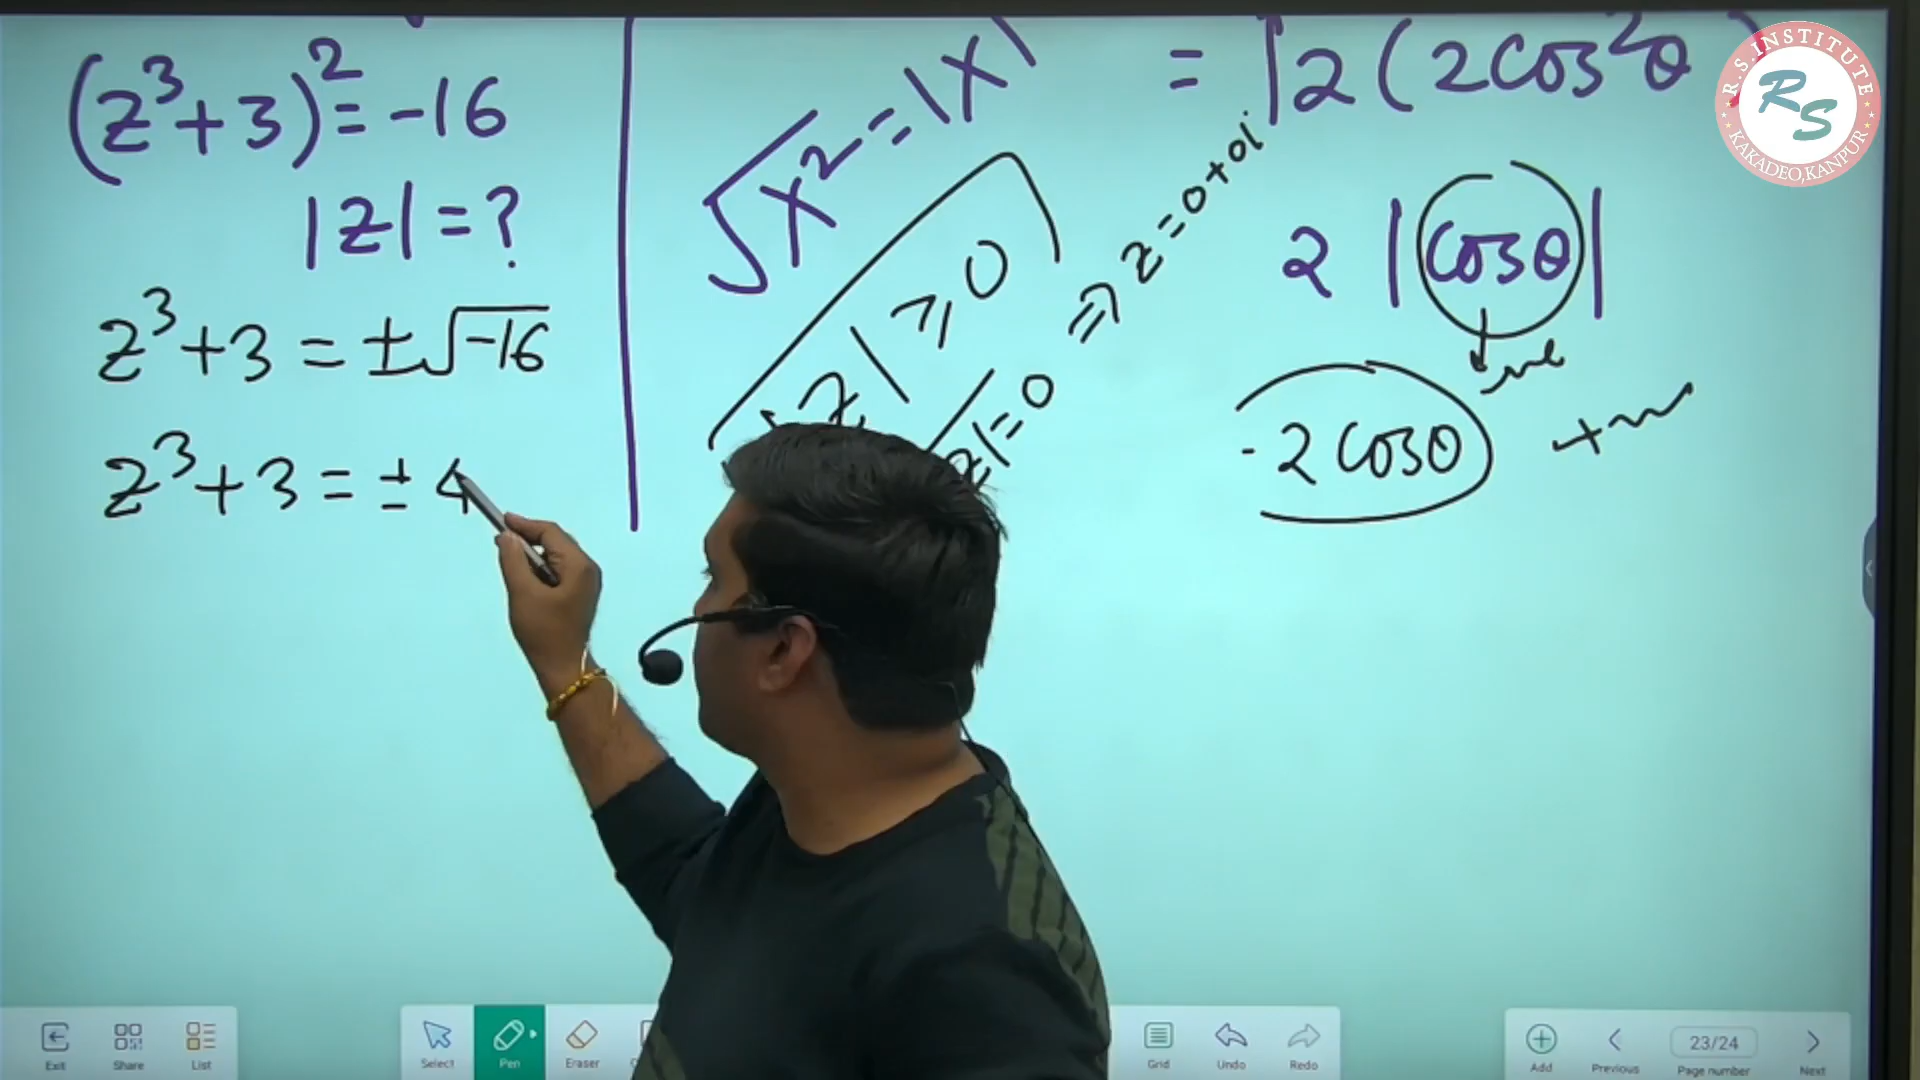 (z³+3)² = -16
|z| = ?
z³+3 = ±√-16
z³+3 = ± 4
√x² = |x|
|z| ≥ 0
|z| = 0
⇒ z = 0+0i
= √2(2cos²θ
2 |cosθ|
-ve
-2cosθ
+ve
R.S. INSTITUTE
RS
KAKADEO, KANPUR
Exit
Share
List
Select
Pen
Eraser
Grid
Undo
Redo
Add
Previous
23/24
Page number
Next